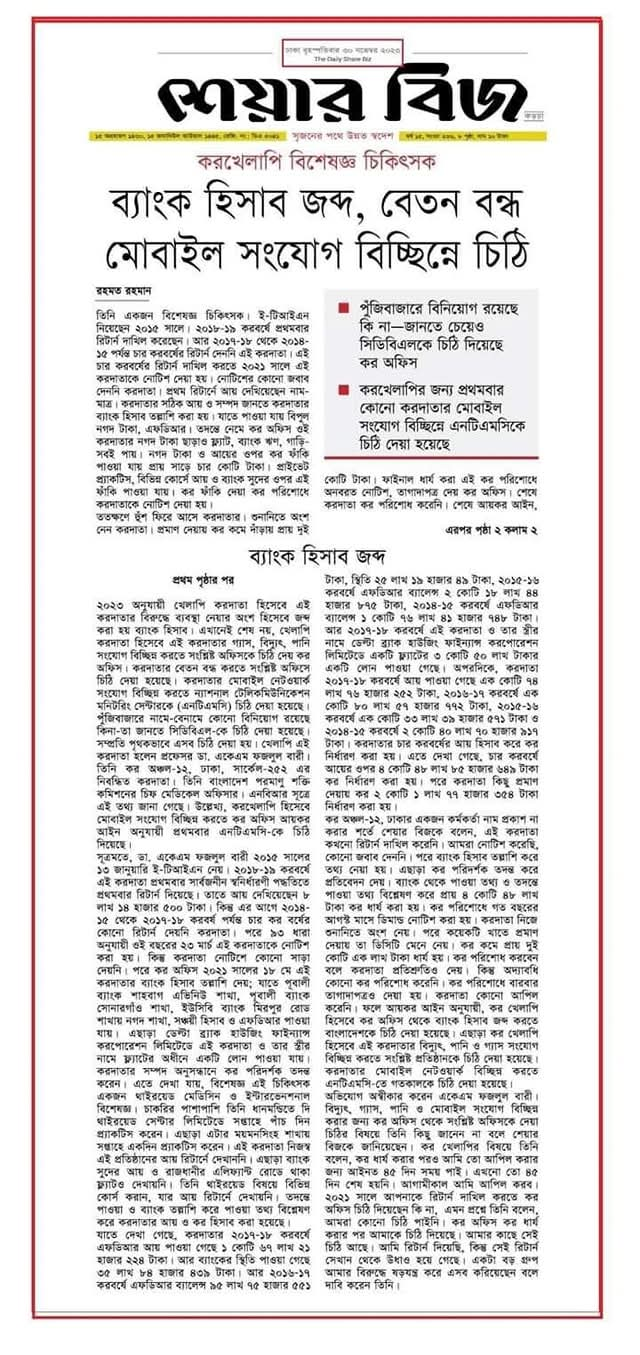 ঢাকা বৃহস্পতিবার ৩০ নভেম্বর ২০২৩
The Daily Share Biz
শেয়ার বিজ
কড়চা
১৫ অগ্রহায়ণ ১৪৩০, ১৫ জমাদিউল আউয়াল ১৪৪৫, রেজি. নং: ডিএ ৫০৪১
সৃজনের পথে উন্নত স্বদেশ
বর্ষ ১৫, সংখ্যা ২৩৬, ৮ পৃষ্ঠা, দাম ১০ টাকা
করখেলাপি বিশেষজ্ঞ চিকিৎসক
ব্যাংক হিসাব জব্দ, বেতন বন্ধ
মোবাইল সংযোগ বিচ্ছিন্নে চিঠি
রহমত রহমান
তিনি একজন বিশেষজ্ঞ চিকিৎসক। ই-টিআইএন
নিয়েছেন ২০১৫ সালে। ২০১৮-১৯ করবর্ষে প্রথমবার
রিটার্ন দাখিল করেছেন। আর ২০১৭-১৮ থেকে ২০১৪-
১৫ পর্যন্ত চার করবর্ষের রিটার্ন দেননি এই করদাতা। এই
চার করবর্ষের রিটার্ন দাখিল করতে ২০২১ সালে এই
করদাতাকে নোটিশ দেয়া হয়। নোটিশের কোনো জবাব
দেননি করদাতা। প্রথম রিটার্নে আয় দেখিয়েছেন নাম-
মাত্র। করদাতার সঠিক আয় ও সম্পদ জানতে করদাতার
ব্যাংক হিসাব তল্লাশি করা হয়। যাতে পাওয়া যায় বিপুল
নগদ টাকা, এফডিআর। তদন্তে নেমে কর অফিস ওই
করদাতার নগদ টাকা ছাড়াও ফ্ল্যাট, ব্যাংক ঋণ, গাড়ি-
সবই পায়। নগদ টাকা ও আয়ের ওপর কর ফাঁকি
পাওয়া যায় প্রায় সাড়ে চার কোটি টাকা। প্রাইভেট
প্র্যাকটিস, বিভিন্ন কোর্সে আয় ও ব্যাংক সুদের ওপর এই
ফাঁকি পাওয়া যায়। কর ফাঁকি দেয়া কর পরিশোধে
করদাতাকে নোটিশ দেয়া হয়।
ততক্ষণে হুঁশ ফিরে আসে করদাতার। শুনানিতে অংশ
নেন করদাতা। প্রমাণ দেয়ায় কর কমে দাঁড়ায় প্রায় দুই
পুঁজিবাজারে বিনিয়োগ রয়েছে
কি না—জানতে চেয়েও
সিডিবিএলকে চিঠি দিয়েছে
কর অফিস
করখেলাপির জন্য প্রথমবার
কোনো করদাতার মোবাইল
সংযোগ বিচ্ছিন্নে এনটিএমসিকে
চিঠি দেয়া হয়েছে
কোটি টাকা। ফাইনাল ধার্য করা এই কর পরিশোধে
অনবরত নোটিশ, তাগাদাপত্র দেয় কর অফিস। শেষে
করদাতা কর পরিশোধ করেনি। শেষে আয়কর আইন,
এরপর পৃষ্ঠা ২ কলাম ২
ব্যাংক হিসাব জব্দ
প্রথম পৃষ্ঠার পর
২০২৩ অনুযায়ী খেলাপি করদাতা হিসেবে এই
করদাতার বিরুদ্ধে ব্যবস্থা নেয়ার অংশ হিসেবে জব্দ
করা হয় ব্যাংক হিসাব। এখানেই শেষ নয়, খেলাপি
করদাতা হিসেবে এই করদাতার গ্যাস, বিদ্যুৎ, পানি
সংযোগ বিচ্ছিন্ন করতে সংশ্লিষ্ট অফিসকে চিঠি দেয় কর
অফিস। করদাতার বেতন বন্ধ করতে সংশ্লিষ্ট অফিসে
চিঠি দেয়া হয়েছে। করদাতার মোবাইল নেটওয়ার্ক
সংযোগ বিচ্ছিন্ন করতে ন্যাশনাল টেলিকমিউনিকেশন
মনিটরিং সেন্টারকে (এনটিএমসি) চিঠি দেয়া হয়েছে।
পুঁজিবাজারে নামে-বেনামে কোনো বিনিয়োগ রয়েছে
কিনা-তা জানতে সিডিবিএল-কে চিঠি দেয়া হয়েছে।
সম্প্রতি পৃথকভাবে এসব চিঠি দেয়া হয়। খেলাপি এই
করদাতা হলেন প্রফেসর ডা. একেএম ফজলুল বারী।
তিনি কর অঞ্চল-১২, ঢাকা, সার্কেল-২৫২ এর
নিবন্ধিত করদাতা। তিনি বাংলাদেশ পরমাণু শক্তি
কমিশনের চিফ মেডিকেল অফিসার। এনবিআর সূত্রে
এই তথ্য জানা গেছে। উল্লেখ্য, করখেলাপি হিসেবে
মোবাইল সংযোগ বিচ্ছিন্ন করতে কর অফিস আয়কর
আইন অনুযায়ী প্রথমবার এনটিএমসি-কে চিঠি
দিয়েছে।
সূত্রমতে, ডা. একেএম ফজলুল বারী ২০১৫ সালের
১৩ জানুয়ারি ই-টিআইএন নেয়। ২০১৮-১৯ করবর্ষে
এই করদাতা প্রথমবার সার্বজনীন স্বনির্ধারণী পদ্ধতিতে
প্রথমবার রিটার্ন দিয়েছে। তাতে আয় দেখিয়েছেন ৮
লাখ ১৪ হাজার ৫০০ টাকা। কিন্তু এর আগে ২০১৪-
১৫ থেকে ২০১৭-১৮ করবর্ষ পর্যন্ত চার কর বর্ষের
কোনো রিটার্ন দেয়নি করদাতা। পরে ৯৩ ধারা
অনুযায়ী ওই বছরের ২৩ মার্চ এই করদাতাকে নোটিশ
করা হয়। কিন্তু করদাতা নোটিশে কোনো সাড়া
দেয়নি। পরে কর অফিস ২০২১ সালের ১৮ মে এই
করদাতার ব্যাংক হিসাব তল্লাশি দেয়; যাতে পূবালী
ব্যাংক শাহবাগ এভিনিউ শাখা, পূবালী ব্যাংক
সোনারগাঁও শাখা, ইউসিবি ব্যাংক মিরপুর রোড
শাখায় নগদ শাখা, সঞ্চয়ী হিসাব ও এফডিআর পাওয়া
যায়। এছাড়া ডেল্টা ব্র্যাক হাউজিং ফাইন্যান্স
করপোরেশন লিমিটেডে এই করদাতা ও তার স্ত্রীর
নামে ফ্ল্যাটের অধীনে একটি লোন পাওয়া যায়।
করদাতার সম্পদ অনুসন্ধানে কর পরিদর্শক তদন্ত
করেন। এতে দেখা যায়, বিশেষজ্ঞ এই চিকিৎসক
একজন থাইরয়েড মেডিসিন ও ইন্টারভেনশনাল
বিশেষজ্ঞ। চাকরির পাশাপাশি তিনি ধানমন্ডিতে দি
থাইরয়েড সেন্টার লিমিটেডে সপ্তাহে পাঁচ দিন
প্র্যাকটিস করেন। এছাড়া এটার ময়মনসিংহ শাখায়
সপ্তাহে একদিন প্র্যাকটিস করেন। এই করদাতা নিজস্ব
এই প্রতিষ্ঠানের আয় রিটার্নে দেখাননি। এছাড়া ব্যাংক
সুদের আয় ও রাজধানীর এলিফ্যান্ট রোডে থাকা
ফ্ল্যাটও দেখায়নি। তিনি থাইরয়েড বিষয়ে বিভিন্ন
কোর্স করান, যার আয় রিটার্নে দেখায়নি। তদন্তে
পাওয়া ও ব্যাংক তল্লাশি করে পাওয়া তথ্য বিশ্লেষণ
করে করদাতার আয় ও কর হিসাব করা হয়েছে।
যাতে দেখা গেছে, করদাতার ২০১৭-১৮ করবর্ষে
এফডিআর আয় পাওয়া গেছে ১ কোটি ৬৭ লাখ ২১
হাজার ২২৪ টাকা। আর ব্যাংকের স্থিতি পাওয়া গেছে
৩৫ লাখ ৮৪ হাজার ৪৩৯ টাকা। আর ২০১৬-১৭
করবর্ষে এফডিআর ব্যালেন্স ৯৫ লাখ ৭৫ হাজার ৫৫১
টাকা, স্থিতি ২৫ লাখ ১৯ হাজার ৪৯ টাকা, ২০১৫-১৬
করবর্ষে এফডিআর ব্যালেন্স ২ কোটি ১৮ লাখ ৪৪
হাজার ৮৭৫ টাকা, ২০১৪-১৫ করবর্ষে এফডিআর
ব্যালেন্স ১ কোটি ৭৬ লাখ ৪১ হাজার ৭৪৮ টাকা।
আর ২০১৭-১৮ করবর্ষে এই করদাতা ও তার স্ত্রীর
নামে ডেল্টা ব্র্যাক হাউজিং ফাইন্যান্স করপোরেশন
লিমিটেডে একটি ফ্ল্যাটের ৩ কোটি ৫০ লাখ টাকার
একটি লোন পাওয়া গেছে। অপরদিকে, করদাতা
২০১৭-১৮ করবর্ষে আয় পাওয়া গেছে এক কোটি ৭৪
লাখ ৭৬ হাজার ২৫২ টাকা, ২০১৬-১৭ করবর্ষে এক
কোটি ৮০ লাখ ৫৭ হাজার ৭৭২ টাকা, ২০১৫-১৬
করবর্ষে এক কোটি ৩৩ লাখ ৩৯ হাজার ৫৭১ টাকা ও
২০১৪-১৫ করবর্ষে ২ কোটি ৪০ লাখ ৭০ হাজার ৯১৭
টাকা। করদাতার চার করবর্ষের আয় হিসাব করে কর
নির্ধারণ করা হয়। এতে দেখা গেছে, চার করবর্ষে
আয়ের ওপর ৪ কোটি ৪৮ লাখ ৮৫ হাজার ৬৪৯ টাকা
কর নির্ধারণ করা হয়। পরে করদাতা কিছু প্রমাণ
দেয়ায় কর ২ কোটি ১ লাখ ৭৭ হাজার ৩৫৪ টাকা
নির্ধারণ করা হয়।
কর অঞ্চল-১২, ঢাকার একজন কর্মকর্তা নাম প্রকাশ না
করার শর্তে শেয়ার বিজকে বলেন, এই করদাতা
কখনো রিটার্ন দাখিল করেনি। আমরা নোটিশ করেছি,
কোনো জবাব দেননি। পরে ব্যাংক হিসাব তল্লাশি করে
তথ্য নেয়া হয়। এছাড়া কর পরিদর্শক তদন্ত করে
প্রতিবেদন দেয়। ব্যাংক থেকে পাওয়া তথ্য ও তদন্তে
পাওয়া তথ্য বিশ্লেষণ করে প্রায় ৪ কোটি ৪৮ লাখ
টাকা কর ধার্য করা হয়। কর পরিশোধে গত বছরের
আগস্ট মাসে ডিমান্ড নোটিশ করা হয়। করদাতা নিজে
শুনানিতে অংশ নেয়। পরে কয়েকটি খাতে প্রমাণ
দেয়ায় তা ডিসিটি মেনে নেয়। কর কমে প্রায় দুই
কোটি এক লাখ টাকা ধার্য হয়। কর পরিশোধ করবেন
বলে করদাতা প্রতিশ্রুতিও দেয়। কিন্তু অদ্যাবধি
কোনো কর পরিশোধ করেনি। কর পরিশোধে বারবার
তাগাদাপত্রও দেয়া হয়। করদাতা কোনো আপিল
করেনি। ফলে আয়কর আইন অনুযায়ী, কর খেলাপি
হিসেবে কর অফিস থেকে ব্যাংক হিসাব জব্দ করতে
বাংলাদেশকে চিঠি দেয়া হয়েছে। এছাড়া কর খেলাপি
হিসেবে এই করদাতার বিদ্যুৎ, পানি ও গ্যাস সংযোগ
বিচ্ছিন্ন করতে সংশ্লিষ্ট প্রতিষ্ঠানকে চিঠি দেয়া হয়েছে।
করদাতার মোবাইল নেটওয়ার্ক বিচ্ছিন্ন করতে
এনটিএমসি-তে গতকালকে চিঠি দেয়া হয়েছে।
অভিযোগ অস্বীকার করেন একেএম ফজলুল বারী।
বিদ্যুৎ, গ্যাস, পানি ও মোবাইল সংযোগ বিচ্ছিন্ন
করার জন্য কর অফিস থেকে সংশ্লিষ্ট অফিসকে দেয়া
চিঠির বিষয়ে তিনি কিছু জানেন না বলে শেয়ার
বিজকে জানিয়েছেন। কর খেলাপির বিষয়ে তিনি
বলেন, কর ধার্য করার পরও আমি তো আপিল করার
জন্য আইনত ৪৫ দিন সময় পাই। এখনো তো ৪৫
দিন শেষ হয়নি। আগামীকাল আমি আপিল করব।
২০২১ সালে আপনাকে রিটার্ন দাখিল করতে কর
অফিস চিঠি দিয়েছেন কি না, এমন প্রশ্নে তিনি বলেন,
আমরা কোনো চিঠি পাইনি। কর অফিস কর ধার্য
করার পর আমাকে চিঠি দিয়েছে। আমার কাছে সেই
চিঠি আছে। আমি রিটার্ন দিয়েছি, কিন্তু সেই রিটার্ন
সেখান থেকে উধাও হয়ে গেছে। একটা বড় গ্রুপ
আমার বিরুদ্ধে ষড়যন্ত্র করে এসব করিয়েছেন বলে
দাবি করেন তিনি।